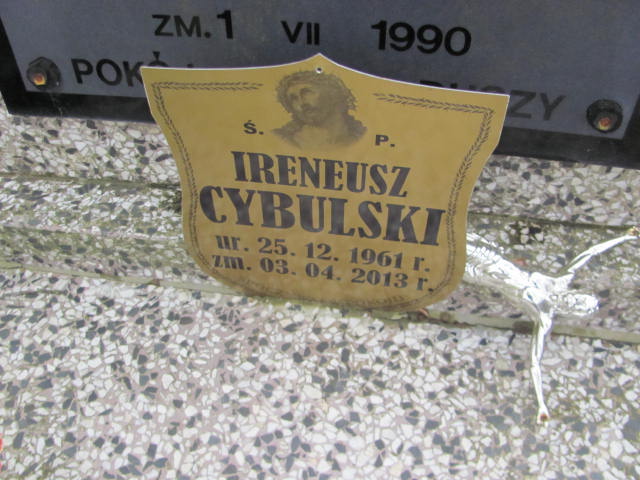 ZM. 1 VII 1990
Ś. P.
IRENEUSZ
CYBULSKI
ur. 25. 12. 1961 r.
zm. 03. 04. 2013 r.